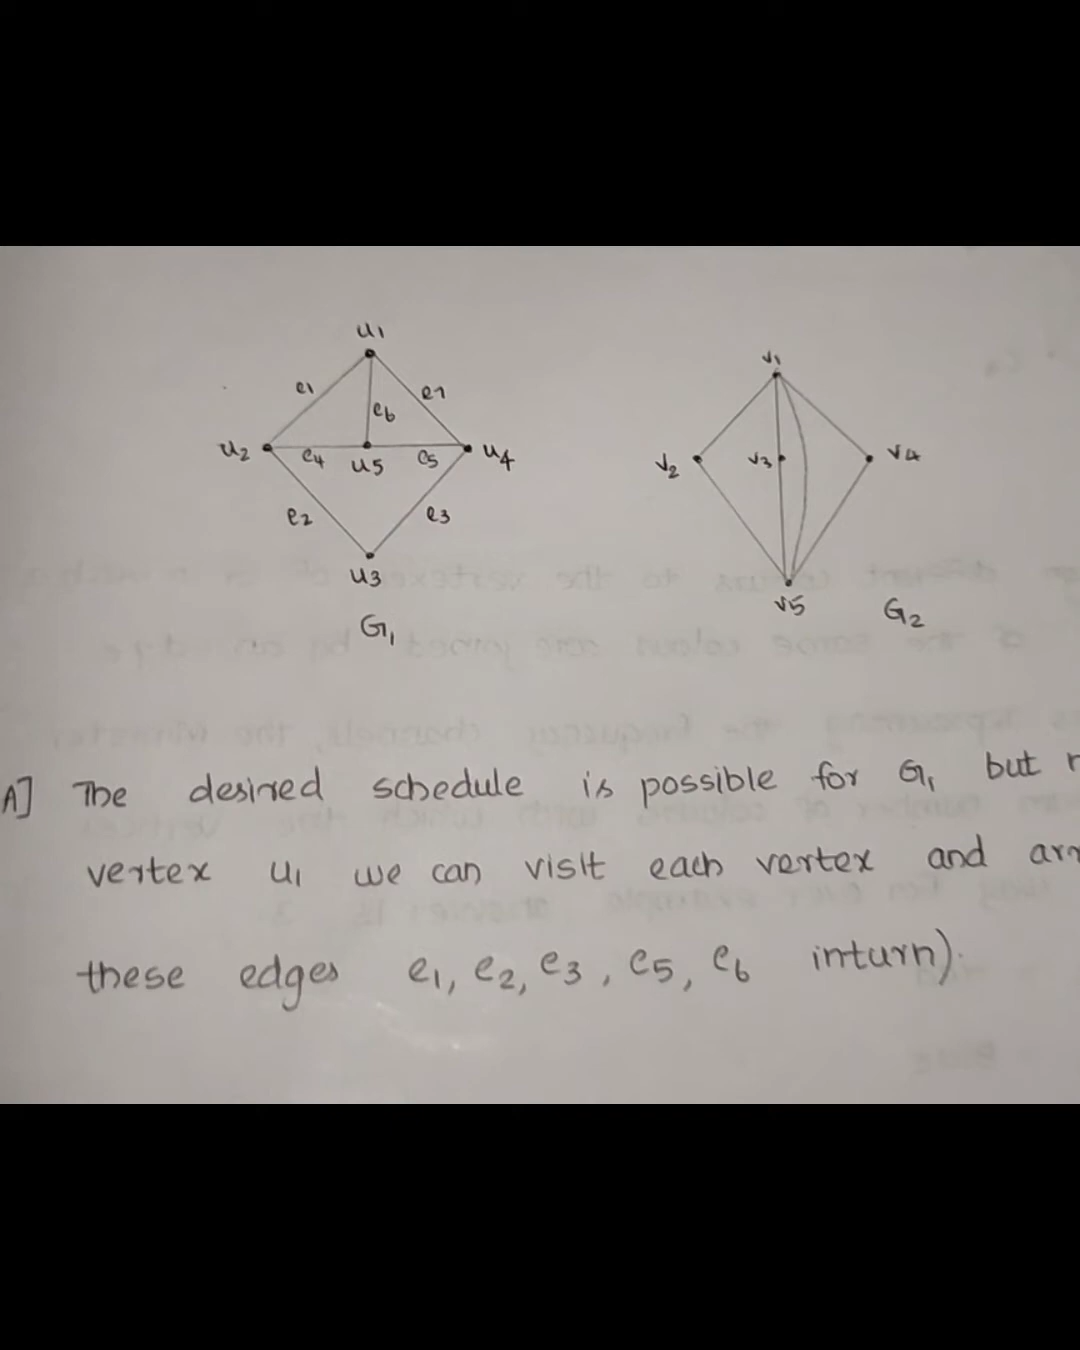 u1
v1
e1
e7
e6
u2
e4
u5
e5
u4
v2
v3
v4
e2
e3
u3
v5
G1
G2
A] The desired schedule is possible for G1 but
vertex u1 we can visit each vertex and
these edges e1, e2, e3, e5, e6 inturn).